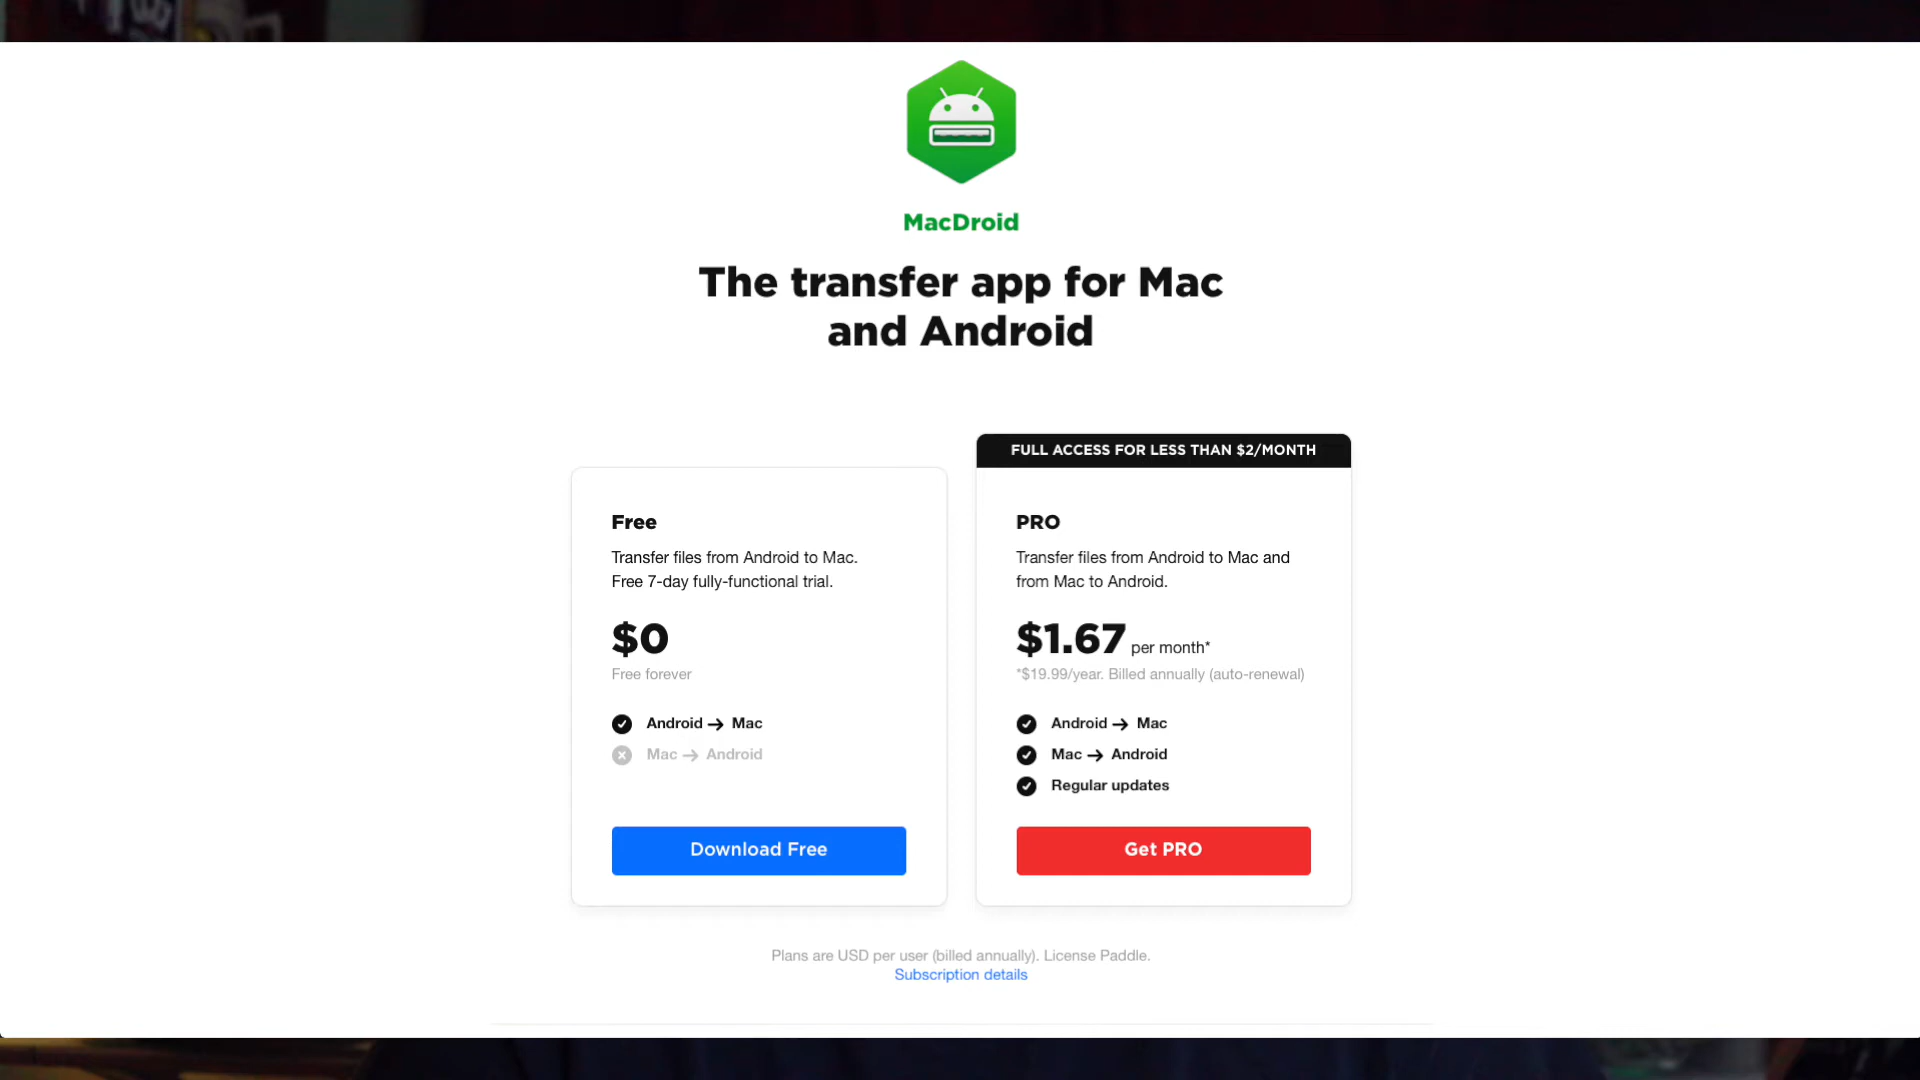 MacDroid
The transfer app for Mac
and Android
FULL ACCESS FOR LESS THAN $2/MONTH
Free
Transfer files from Android to Mac.
Free 7-day fully-functional trial.
$0
Free forever
Android → Mac
Mac → Android
Download Free
PRO
Transfer files from Android to Mac and
from Mac to Android.
$1.67 per month*
*$19.99/year. Billed annually (auto-renewal)
Android → Mac
Mac → Android
Regular updates
Get PRO
Plans are USD per user (billed annually). License Paddle.
Subscription details